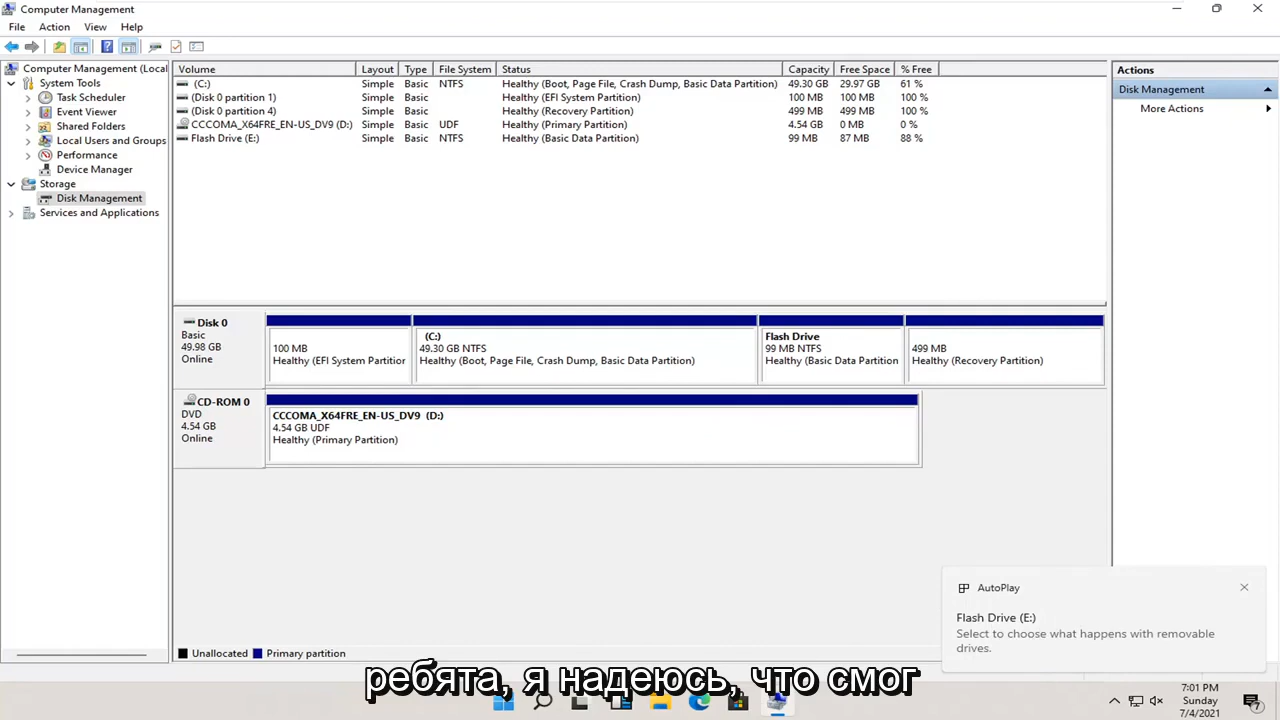 Computer Management
File Action View Help
Computer Management (Local
System Tools
Task Scheduler
Event Viewer
Shared Folders
Local Users and Groups
Performance
Device Manager
Storage
Disk Management
Services and Applications
Volume Layout Type File System Status Capacity Free Space % Free
(C:) Simple Basic NTFS Healthy (Boot, Page File, Crash Dump, Basic Data Partition) 49.30 GB 29.97 GB 61 %
(Disk 0 partition 1) Simple Basic Healthy (EFI System Partition) 100 MB 100 MB 100 %
(Disk 0 partition 4) Simple Basic Healthy (Recovery Partition) 499 MB 499 MB 100 %
CCCOMA_X64FRE_EN-US_DV9 (D:) Simple Basic UDF Healthy (Primary Partition) 4.54 GB 0 MB 0 %
Flash Drive (E:) Simple Basic NTFS Healthy (Basic Data Partition) 99 MB 87 MB 88 %
Actions
Disk Management
More Actions
Disk 0
Basic
49.98 GB
Online
100 MB
Healthy (EFI System Partition
(C:)
49.30 GB NTFS
Healthy (Boot, Page File, Crash Dump, Basic Data Partition)
Flash Drive
99 MB NTFS
Healthy (Basic Data Partition
499 MB
Healthy (Recovery Partition)
CD-ROM 0
DVD
4.54 GB
Online
CCCOMA_X64FRE_EN-US_DV9 (D:)
4.54 GB UDF
Healthy (Primary Partition)
AutoPlay
Flash Drive (E:)
Select to choose what happens with removable
drives.
Unallocated Primary partition
ребята, я надеюсь, что смог
7:01 PM
Sunday
7/4/2021
7